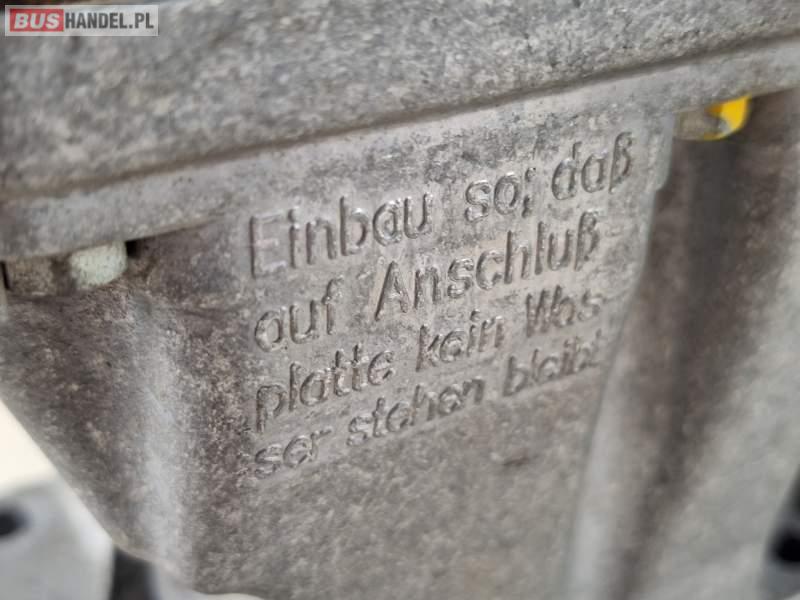 BUSHANDEL.PL
Einbau so; daß
auf Anschluß-
platte kein Was-
ser stehen bleibt